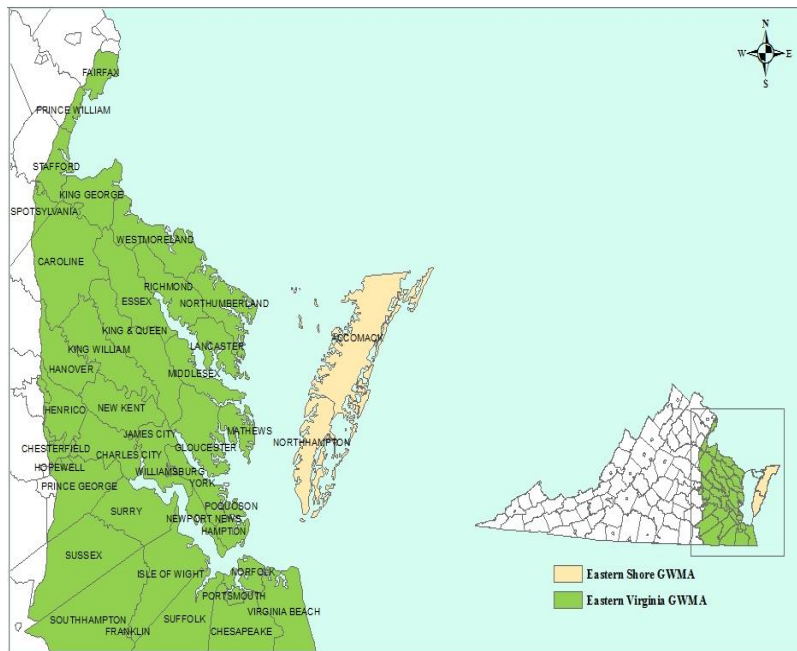 N
W E
S
FAIRFAX
PRINCE WILLIAM
STAFFORD
KING GEORGE
SPOTSYLVANIA
WESTMORELAND
CAROLINE
RICHMOND
ESSEX
NORTHUMBERLAND
KING & QUEEN
ACCOMACK
LANCASTER
KING WILLIAM
HANOVER
MIDDLESEX
HENRICO
NEW KENT
MATHEWS
JAMES CITY
NORTHHAMPTON
GLOUCESTER
CHESTERFIELD
CHARLES CITY
HOPEWELL
WILLIAMSBURG
YORK
PRINCE GEORGE
POQUOSON
SURRY
NEWPORT NEWS
HAMPTON
SUSSEX
ISLE OF WIGHT
NORFOLK
PORTSMOUTH
VIRGINIA BEACH
SOUTHHAMPTON
SUFFOLK
FRANKLIN
CHESAPEAKE
Eastern Shore GWMA
Eastern Virginia GWMA